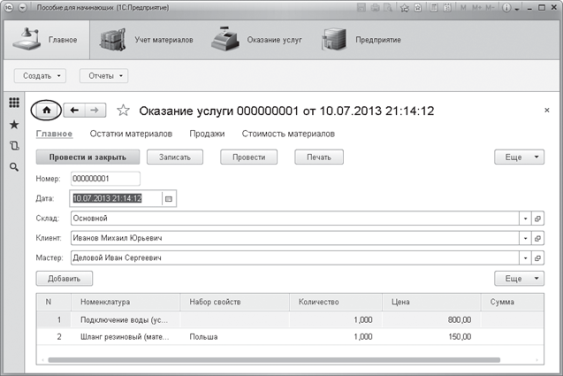 Пособие для начинающих (1С:Предприятие)
M M+ M-
Главное Учет материалов Оказание услуг Предприятие
Создать Отчеты
Оказание услуги 000000001 от 10.07.2013 21:14:12
Главное Остатки материалов Продажи Стоимость материалов
Провести и закрыть Записать Провести Печать Еще
Номер: 000000001
Дата: 10.07.2013 21:14:12
Склад: Основной
Клиент: Иванов Михаил Юрьевич
Мастер: Деловой Иван Сергеевич
Добавить Еще
N Номенклатура Набор свойств Количество Цена Сумма
1 Подключение воды (ус... 1,000 800,00
2 Шланг резиновый (мате... Польша 1,000 150,00